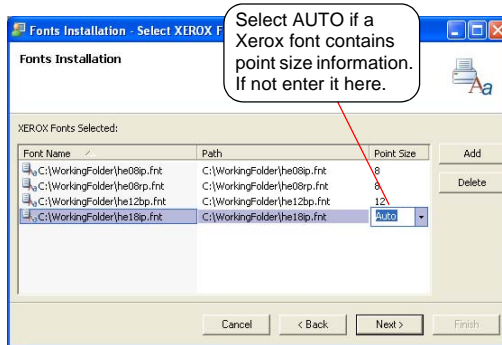 Fonts Installation - Select XEROX F
Select AUTO if a
Xerox font contains
point size information.
If not enter it here.
Fonts Installation
XEROX Fonts Selected:
Font Name Path Point Size
C:\WorkingFolder\he08ip.fnt C:\WorkingFolder\he08ip.fnt 8
C:\WorkingFolder\he08rp.fnt C:\WorkingFolder\he08rp.fnt 8
C:\WorkingFolder\he12bp.fnt C:\WorkingFolder\he12bp.fnt 12
C:\WorkingFolder\he18ip.fnt C:\WorkingFolder\he18ip.fnt Auto
Add
Delete
Cancel < Back Next > Finish